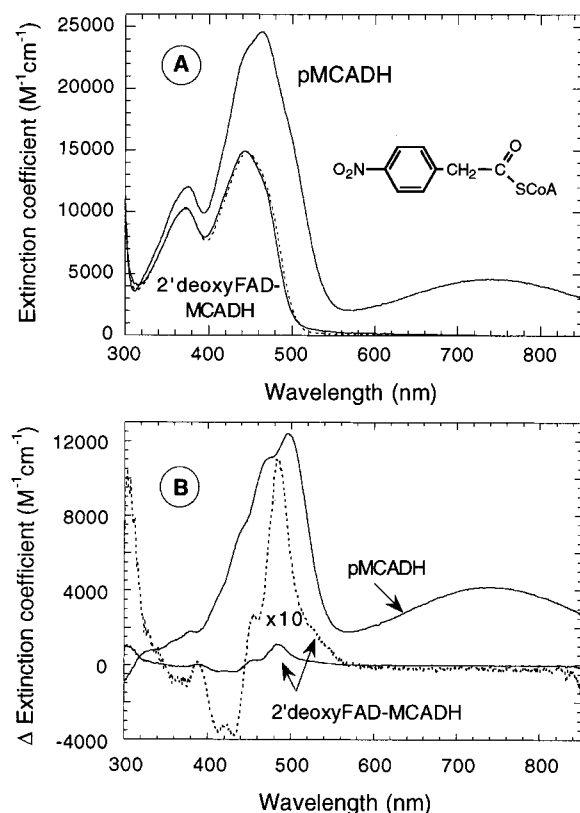 A
25000
20000
15000
10000
5000
0
Extinction coefficient (M⁻¹cm⁻¹)
pMCADH
NO₂
CH₂
C
O
SCoA
2'deoxyFAD-
MCADH
300 400 500 600 700 800
Wavelength (nm)
B
12000
8000
4000
0
-4000
Δ Extinction coefficient (M⁻¹cm⁻¹)
pMCADH
x10
2'deoxyFAD-MCADH
300 400 500 600 700 800
Wavelength (nm)